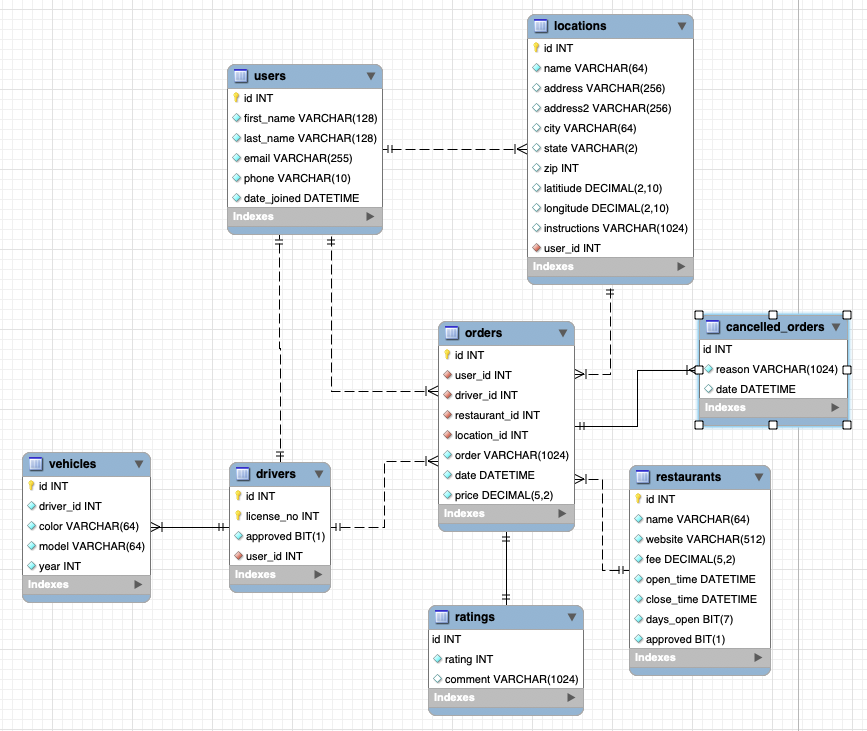 locations
id INT
name VARCHAR(64)
address VARCHAR(256)
address2 VARCHAR(256)
city VARCHAR(64)
state VARCHAR(2)
zip INT
latitiude DECIMAL(2,10)
longitude DECIMAL(2,10)
instructions VARCHAR(1024)
user_id INT
Indexes
users
id INT
first_name VARCHAR(128)
last_name VARCHAR(128)
email VARCHAR(255)
phone VARCHAR(10)
date_joined DATETIME
Indexes
orders
id INT
user_id INT
driver_id INT
restaurant_id INT
location_id INT
order VARCHAR(1024)
date DATETIME
price DECIMAL(5,2)
Indexes
cancelled_orders
id INT
reason VARCHAR(1024)
date DATETIME
Indexes
vehicles
id INT
driver_id INT
color VARCHAR(64)
model VARCHAR(64)
year INT
Indexes
drivers
id INT
license_no INT
approved BIT(1)
user_id INT
Indexes
restaurants
id INT
name VARCHAR(64)
website VARCHAR(512)
fee DECIMAL(5,2)
open_time DATETIME
close_time DATETIME
days_open BIT(7)
approved BIT(1)
Indexes
ratings
id INT
rating INT
comment VARCHAR(1024)
Indexes